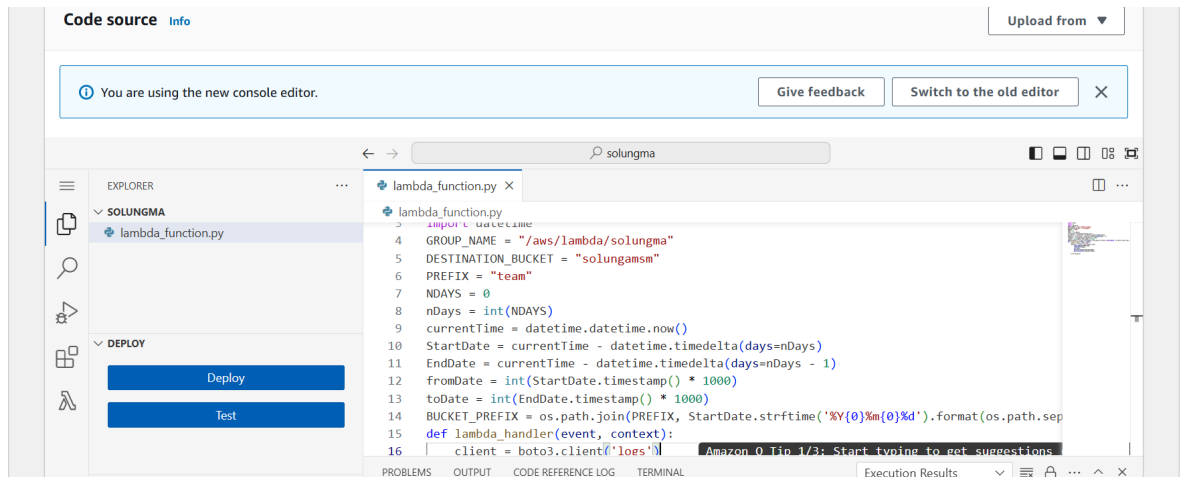 Code source Info
Upload from ▼
You are using the new console editor.
Give feedback
Switch to the old editor
solungma
EXPLORER
lambda_function.py
SOLUNGMA
lambda_function.py
lambda_function.py
3 import datetime
4 GROUP_NAME = "/aws/lambda/solungma"
5 DESTINATION_BUCKET = "solungamsm"
6 PREFIX = "team"
7 NDAYS = 0
8 nDays = int(NDAYS)
9 currentTime = datetime.datetime.now()
10 StartDate = currentTime - datetime.timedelta(days=nDays)
11 EndDate = currentTime - datetime.timedelta(days=nDays - 1)
12 fromDate = int(StartDate.timestamp() * 1000)
13 toDate = int(EndDate.timestamp() * 1000)
14 BUCKET_PREFIX = os.path.join(PREFIX, StartDate.strftime('%Y{0}%m{0}%d').format(os.path.sep
15 def lambda_handler(event, context):
16 client = boto3.client('logs') Amazon Q Tip 1/3: Start typing to get suggestions
DEPLOY
Deploy
Test
PROBLEMS OUTPUT CODE REFERENCE LOG TERMINAL
Execution Results